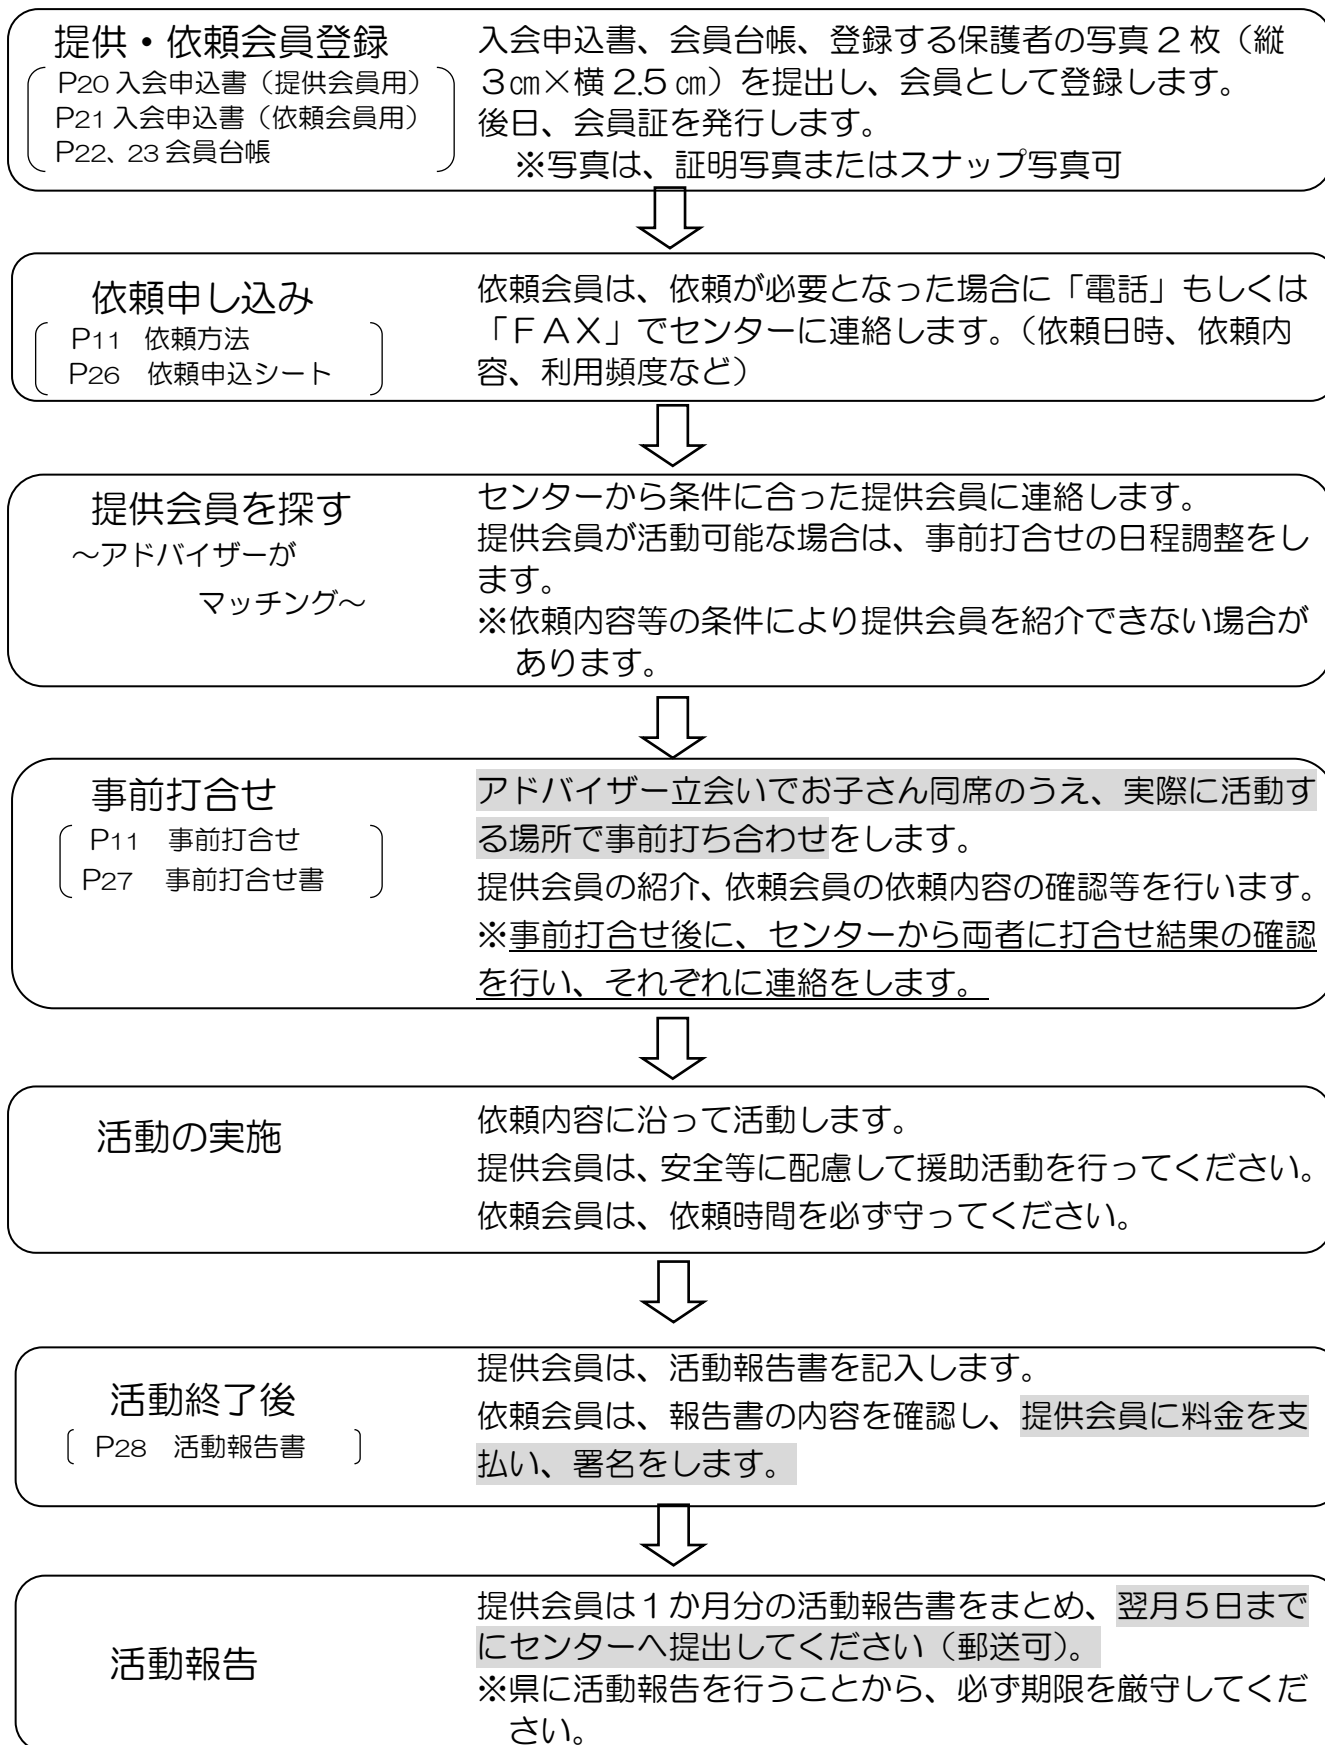 提供・依頼会員登録
P20 入会申込書（提供会員用）
P21 入会申込書（依頼会員用）
P22、23 会員台帳
入会申込書、会員台帳、登録する保護者の写真２枚（縦
３㎝×横 2.5 ㎝）を提出し、会員として登録します。
後日、会員証を発行します。
※写真は、証明写真またはスナップ写真可
依頼申し込み
P11　依頼方法
P26　依頼申込シート
依頼会員は、依頼が必要となった場合に「電話」もしくは
「ＦＡＸ」でセンターに連絡します。（依頼日時、依頼内
容、利用頻度など）
提供会員を探す
～アドバイザーが
マッチング～
センターから条件に合った提供会員に連絡します。
提供会員が活動可能な場合は、事前打合せの日程調整をし
ます。
※依頼内容等の条件により提供会員を紹介できない場合が
あります。
事前打合せ
P11　事前打合せ
P27　事前打合せ書
アドバイザー立会いでお子さん同席のうえ、実際に活動す
る場所で事前打ち合わせをします。
提供会員の紹介、依頼会員の依頼内容の確認等を行います。
※事前打合せ後に、センターから両者に打合せ結果の確認
を行い、それぞれに連絡をします。
活動の実施
依頼内容に沿って活動します。
提供会員は、安全等に配慮して援助活動を行ってください。
依頼会員は、依頼時間を必ず守ってください。
活動終了後
P28　活動報告書
提供会員は、活動報告書を記入します。
依頼会員は、報告書の内容を確認し、提供会員に料金を支
払い、署名をします。
活動報告
提供会員は１か月分の活動報告書をまとめ、翌月５日まで
にセンターへ提出してください（郵送可）。
※県に活動報告を行うことから、必ず期限を厳守してくだ
さい。